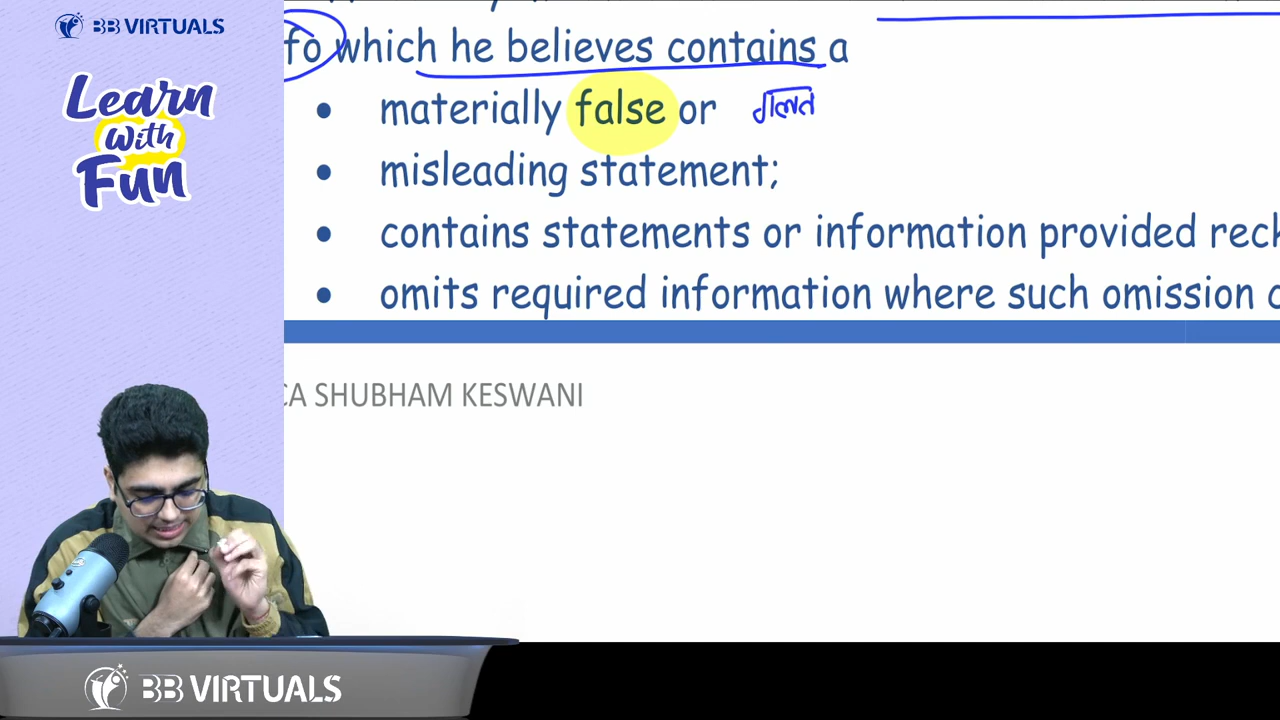 BB VIRTUALS
Learn
With
Fun
fo which he believes contains a
• materially false or गलत
• misleading statement;
• contains statements or information provided reck
• omits required information where such omission o
CA SHUBHAM KESWANI
BB VIRTUALS